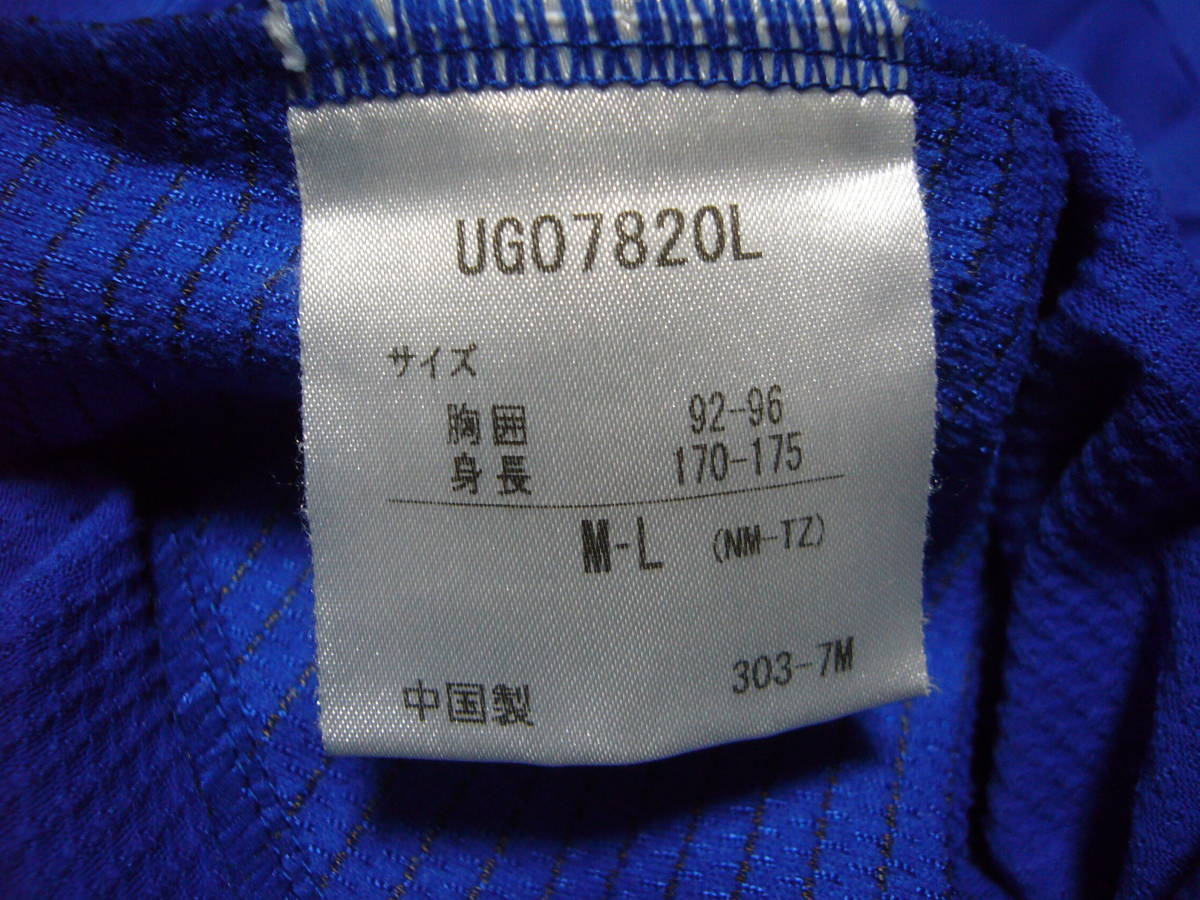 UG07820L
サイズ
胸囲 92-96
身長 170-175
M-L (NM-TZ)
303-7M
中国製